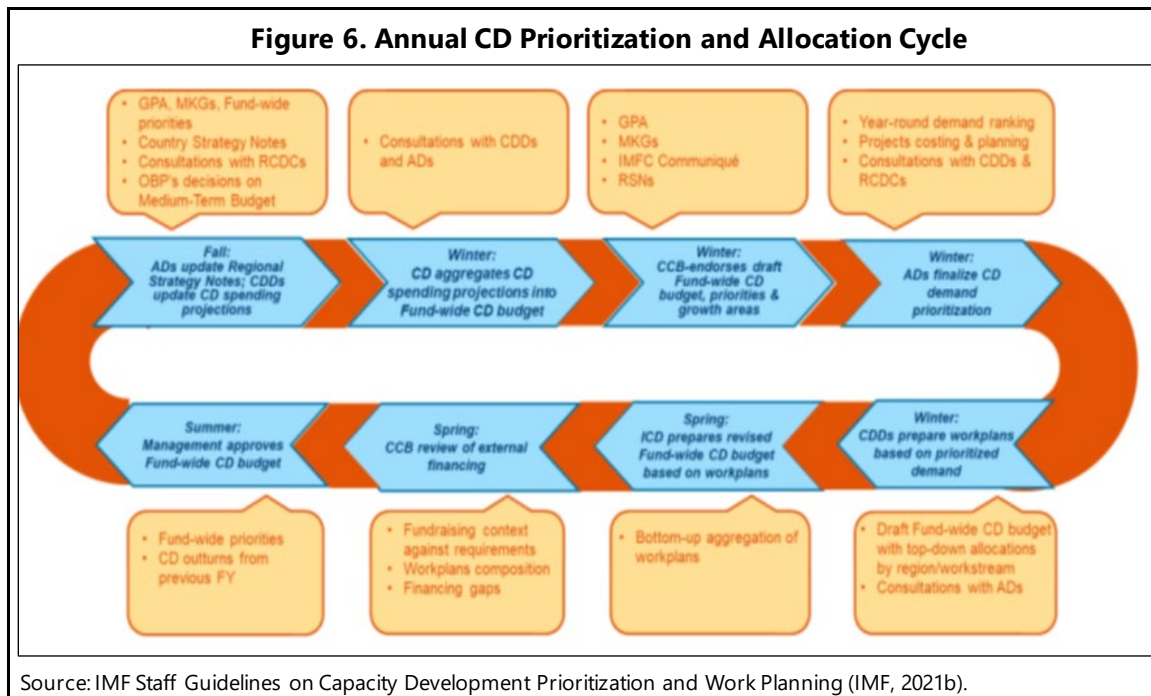 Figure 6. Annual CD Prioritization and Allocation Cycle
• GPA, MKGs, Fund-wide
priorities
• Country Strategy Notes
• Consultations with RCDCs
• OBP's decisions on
Medium-Term Budget
• Consultations with CDDs
and ADs
• GPA
• MKGs
• IMFC Communiqué
• RSNs
• Year-round demand ranking
• Projects costing & planning
• Consultations with CDDs &
RCDCs
Fall:
ADs update Regional
Strategy Notes; CDDs
update CD spending
projections
Winter:
CD aggregates CD
spending projections into
Fund-wide CD budget
Winter:
CCB-endorses draft
Fund-wide CD
budget, priorities &
growth areas
Winter:
ADs finalize CD
demand
prioritization
Summer:
Management approves
Fund-wide CD budget
Spring:
CCB review of external
financing
Spring:
ICD prepares revised
Fund-wide CD budget
based on workplans
Winter:
CDDs prepare workplans
based on prioritized
demand
• Fund-wide priorities
• CD outturns from
previous FY
• Fundraising context
against requirements
• Workplans composition
• Financing gaps
• Bottom-up aggregation of
workplans
• Draft Fund-wide CD budget
with top-down allocations
by region/workstream
• Consultations with ADs
Source: IMF Staff Guidelines on Capacity Development Prioritization and Work Planning (IMF, 2021b).